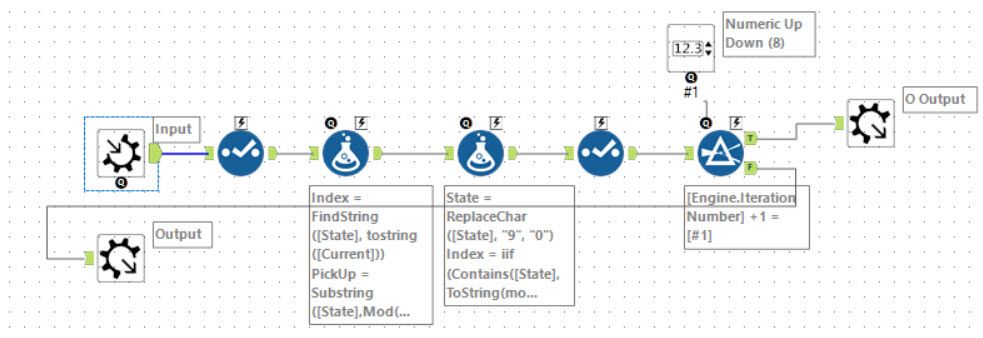 Numeric Up
Down (8)
12.3
Q
#1
O Output
Input
Q
Q
Q
Q
T
F
Index =
FindString
([State], tostring
([Current]))
PickUp =
Substring
([State],Mod(...
State =
ReplaceChar
([State], "9", "0")
Index = iif
(Contains([State],
ToString(mo...
[Engine.Iteration
Number] +1 =
[#1]
Output